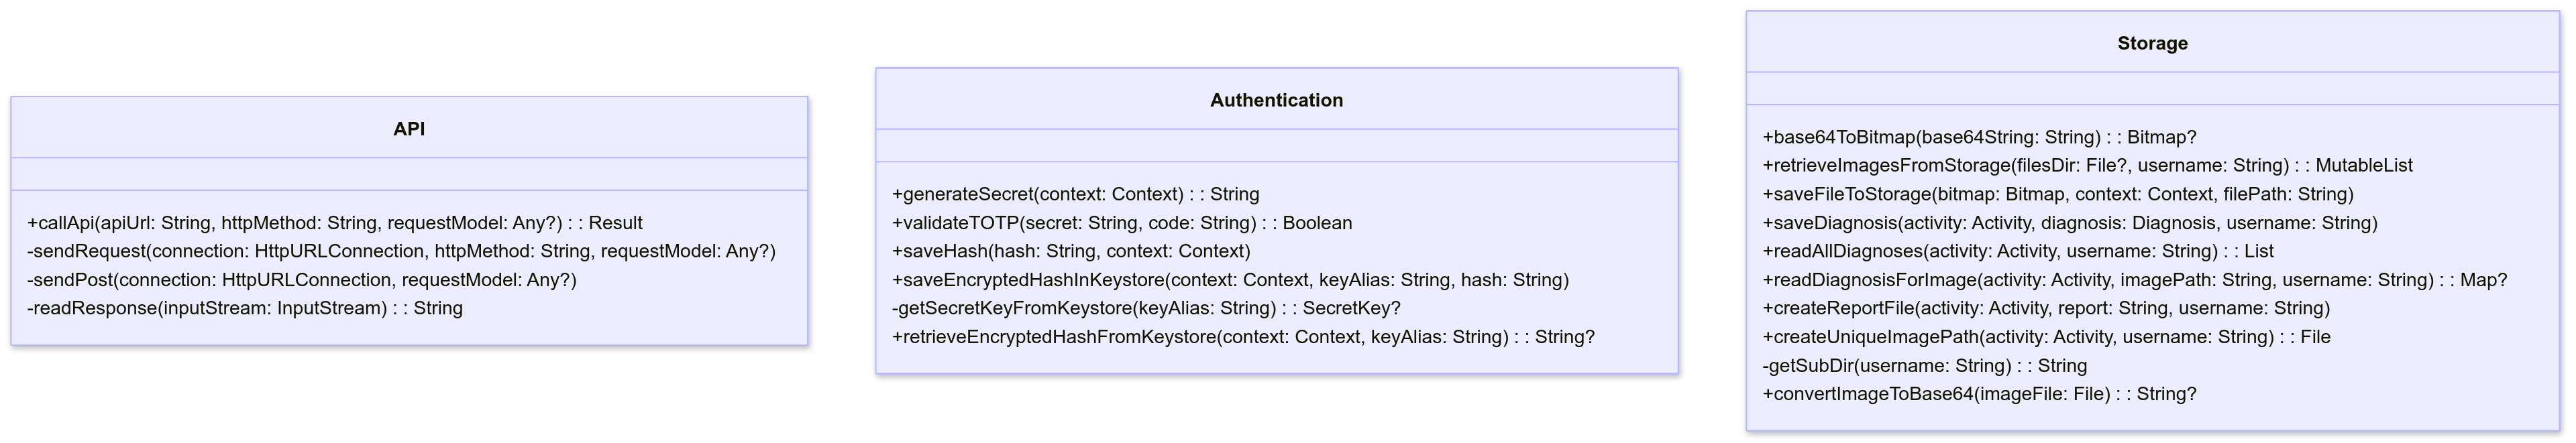 API
+callApi(apiUrl: String, httpMethod: String, requestModel: Any?) : : Result
-sendRequest(connection: HttpURLConnection, httpMethod: String, requestModel: Any?)
-sendPost(connection: HttpURLConnection, requestModel: Any?)
-readResponse(inputStream: InputStream) : : String
Authentication
+generateSecret(context: Context) : : String
+validateTOTP(secret: String, code: String) : : Boolean
+saveHash(hash: String, context: Context)
+saveEncryptedHashInKeystore(context: Context, keyAlias: String, hash: String)
-getSecretKeyFromKeystore(keyAlias: String) : : SecretKey?
+retrieveEncryptedHashFromKeystore(context: Context, keyAlias: String) : : String?
Storage
+base64ToBitmap(base64String: String) : : Bitmap?
+retrieveImagesFromStorage(filesDir: File?, username: String) : : MutableList
+saveFileToStorage(bitmap: Bitmap, context: Context, filePath: String)
+saveDiagnosis(activity: Activity, diagnosis: Diagnosis, username: String)
+readAllDiagnoses(activity: Activity, username: String) : : List
+readDiagnosisForImage(activity: Activity, imagePath: String, username: String) : : Map?
+createReportFile(activity: Activity, report: String, username: String)
+createUniqueImagePath(activity: Activity, username: String) : : File
-getSubDir(username: String) : : String
+convertImageToBase64(imageFile: File) : : String?